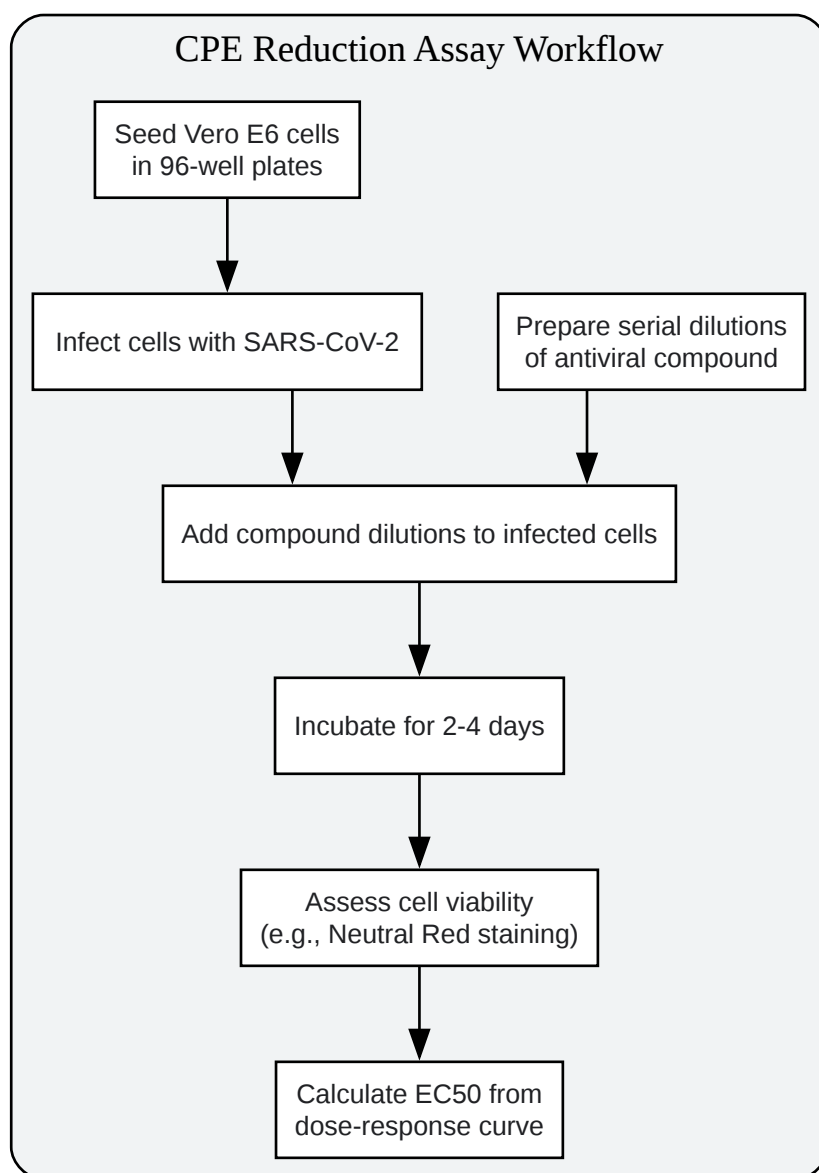 CPE Reduction Assay Workflow
Seed Vero E6 cells
in 96-well plates
Infect cells with SARS-CoV-2
Prepare serial dilutions
of antiviral compound
Add compound dilutions to infected cells
Incubate for 2-4 days
Assess cell viability
(e.g., Neutral Red staining)
Calculate EC50 from
dose-response curve